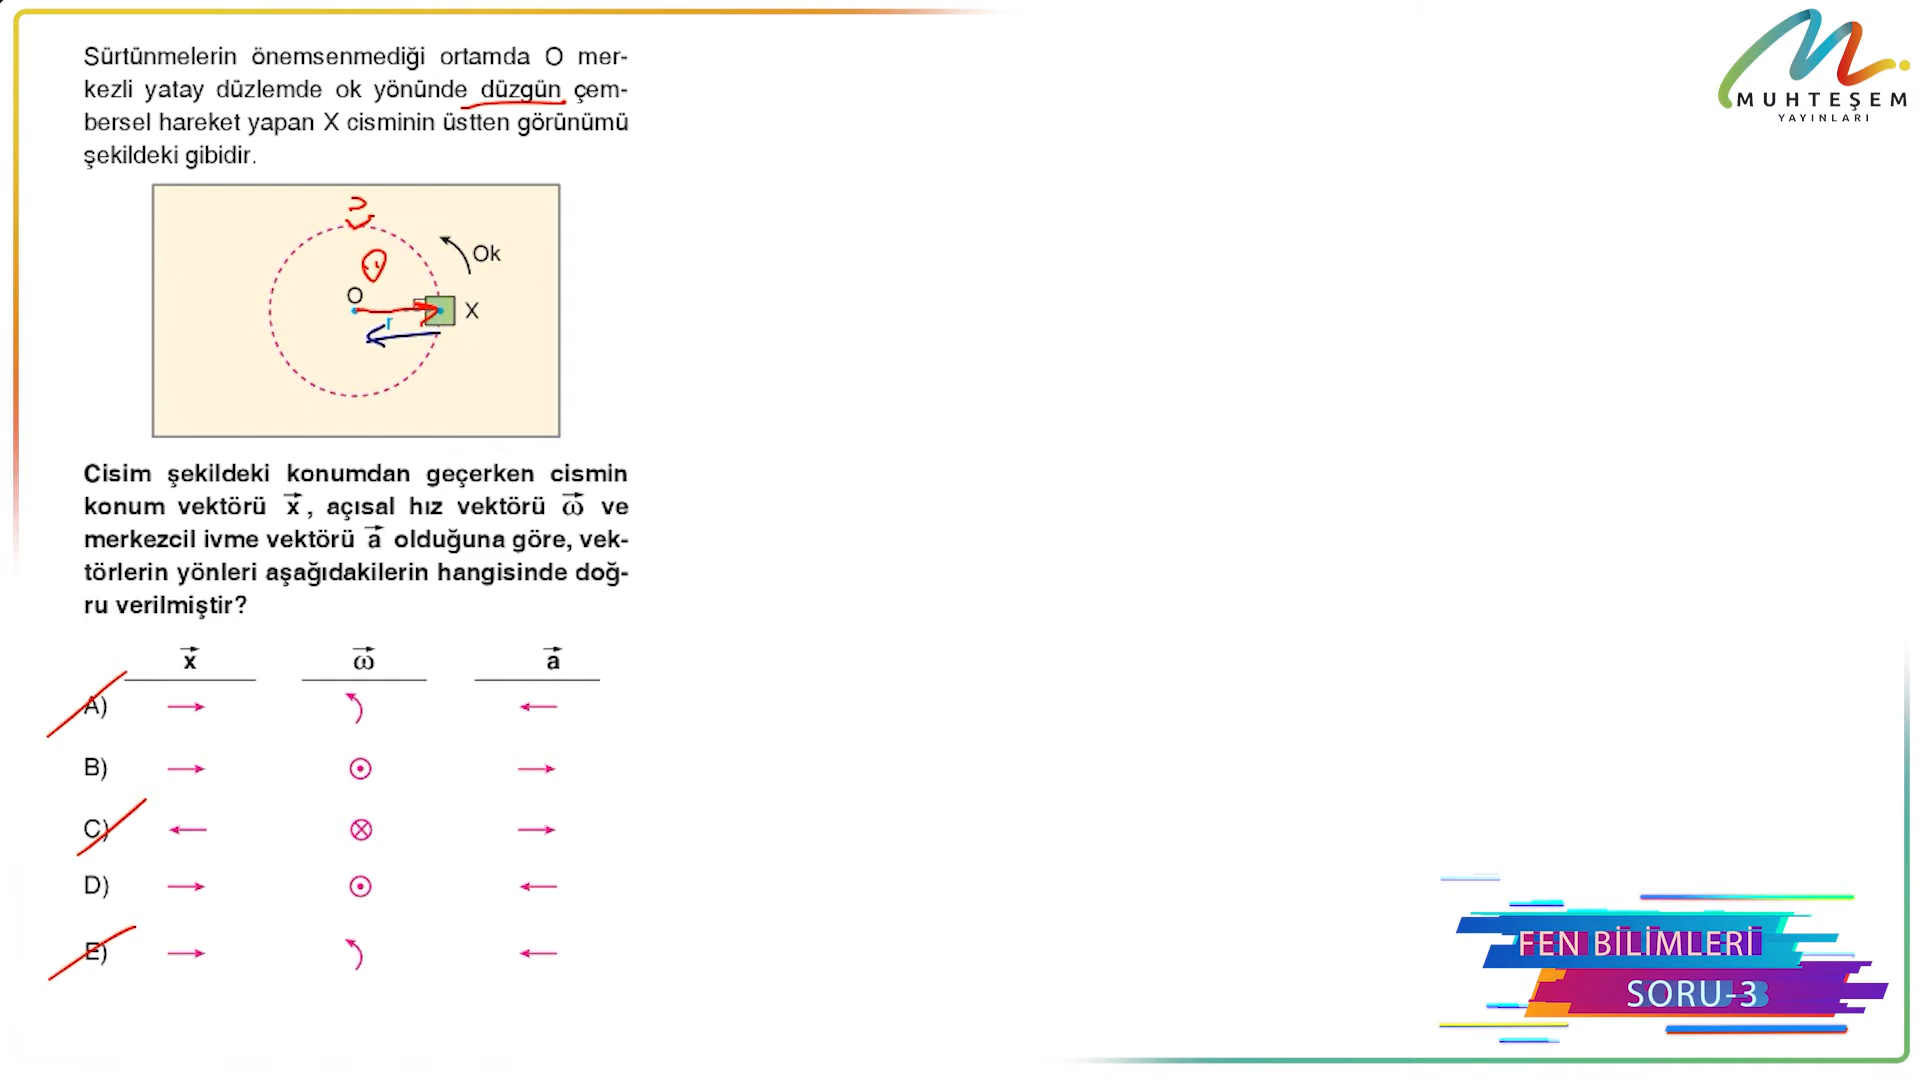 MUHTEŞEM
YAYINLARI
Sürtünmelerin önemsenmediği ortamda O mer-
kezli yatay düzlemde ok yönünde düzgün çem-
bersel hareket yapan X cisminin üstten görünümü
şekildeki gibidir.
Ok
O
X
r
Cisim şekildeki konumdan geçerken cismin
konum vektörü x⃗, açısal hız vektörü ω⃗ ve
merkezcil ivme vektörü a⃗ olduğuna göre, vek-
törlerin yönleri aşağıdakilerin hangisinde doğ-
ru verilmiştir?
x⃗ ω⃗ a⃗
A) → ←
B) → ⊙ →
C) ← ⊗ →
D) → ⊙ ←
E) → ←
FEN BİLİMLERİ
SORU-3